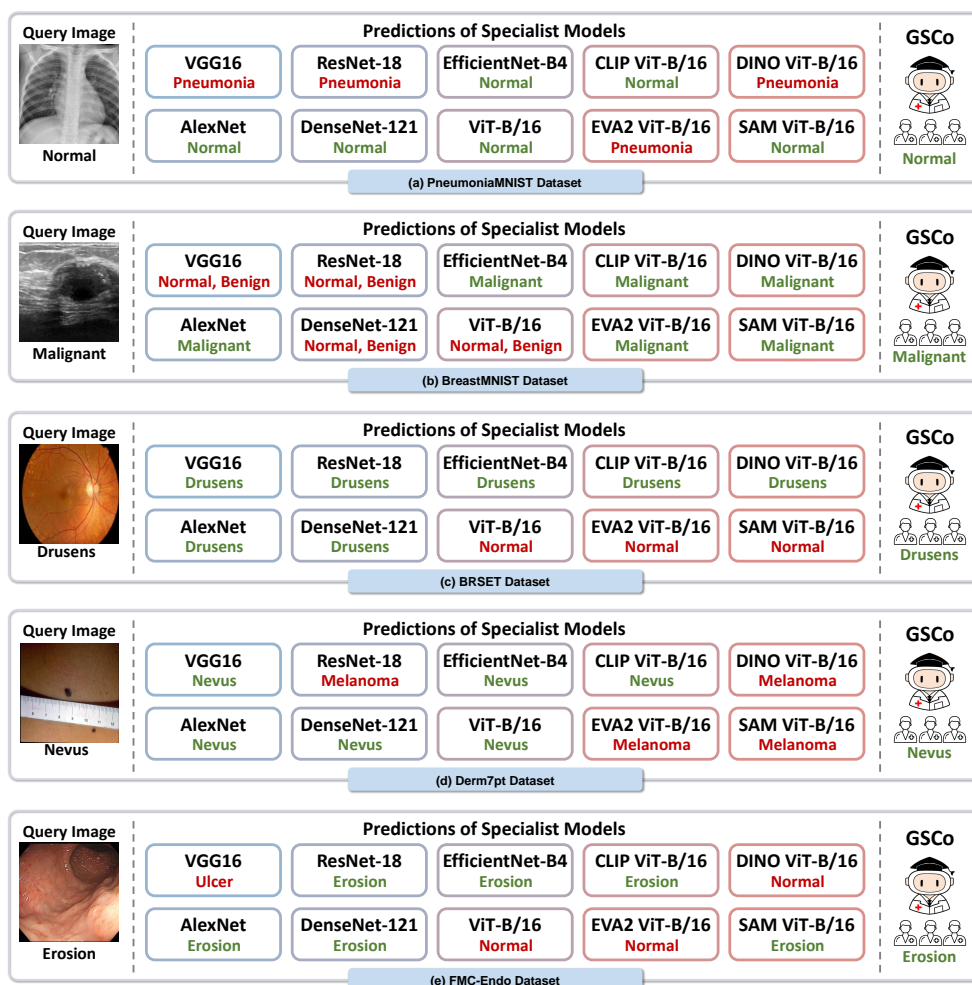 Query Image
Normal
Predictions of Specialist Models
VGG16
Pneumonia
ResNet-18
Pneumonia
EfficientNet-B4
Normal
CLIP ViT-B/16
Normal
DINO ViT-B/16
Pneumonia
AlexNet
Normal
DenseNet-121
Normal
ViT-B/16
Normal
EVA2 ViT-B/16
Pneumonia
SAM ViT-B/16
Normal
GSCo
Normal
(a) PneumoniaMNIST Dataset
Query Image
Malignant
Predictions of Specialist Models
VGG16
Normal, Benign
ResNet-18
Normal, Benign
EfficientNet-B4
Malignant
CLIP ViT-B/16
Malignant
DINO ViT-B/16
Malignant
AlexNet
Malignant
DenseNet-121
Normal, Benign
ViT-B/16
Normal, Benign
EVA2 ViT-B/16
Malignant
SAM ViT-B/16
Malignant
GSCo
Malignant
(b) BreastMNIST Dataset
Query Image
Drusens
Predictions of Specialist Models
VGG16
Drusens
ResNet-18
Drusens
EfficientNet-B4
Drusens
CLIP ViT-B/16
Drusens
DINO ViT-B/16
Drusens
AlexNet
Drusens
DenseNet-121
Drusens
ViT-B/16
Normal
EVA2 ViT-B/16
Normal
SAM ViT-B/16
Normal
GSCo
Drusens
(c) BRSET Dataset
Query Image
Nevus
Predictions of Specialist Models
VGG16
Nevus
ResNet-18
Melanoma
EfficientNet-B4
Nevus
CLIP ViT-B/16
Nevus
DINO ViT-B/16
Melanoma
AlexNet
Nevus
DenseNet-121
Nevus
ViT-B/16
Nevus
EVA2 ViT-B/16
Melanoma
SAM ViT-B/16
Melanoma
GSCo
Nevus
(d) Derm7pt Dataset
Query Image
Erosion
Predictions of Specialist Models
VGG16
Ulcer
ResNet-18
Erosion
EfficientNet-B4
Erosion
CLIP ViT-B/16
Erosion
DINO ViT-B/16
Normal
AlexNet
Erosion
DenseNet-121
Erosion
ViT-B/16
Normal
EVA2 ViT-B/16
Normal
SAM ViT-B/16
Erosion
GSCo
Erosion
(e) FMC-Endo Dataset